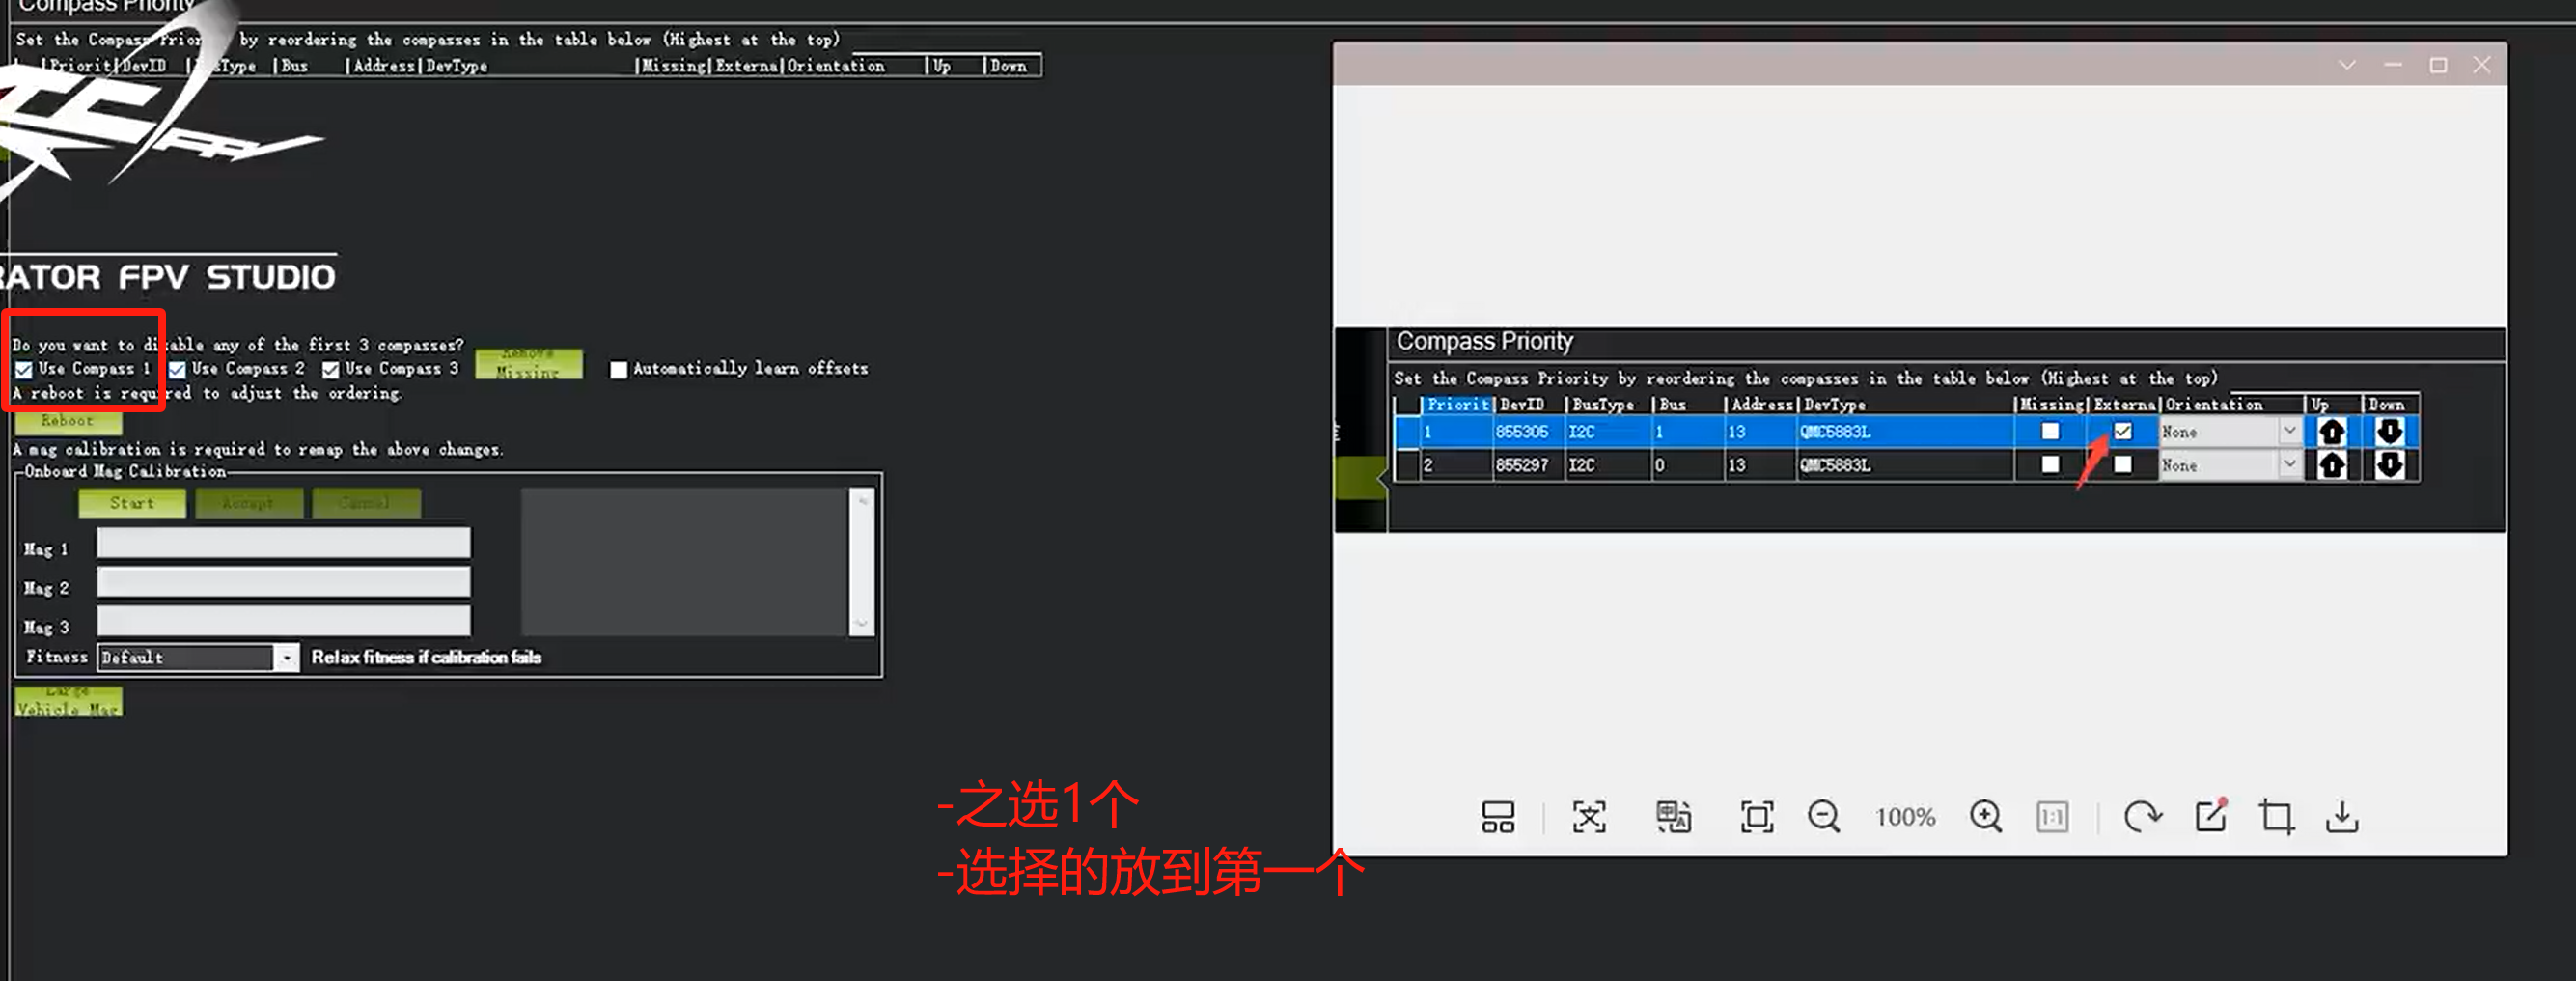 Compass Priority
Set the Compass Prior by reordering the compasses in the table below (Highest at the top)
Priorit DevID Type Bus Address DevType Missing Externa Orientation Up Down
RATOR FPV STUDIO
Do you want to disable any of the first 3 compasses?
Use Compass 1 Use Compass 2 Use Compass 3 Remove Missing Automatically learn offsets
A reboot is required to adjust the ordering.
Reboot
A mag calibration is required to remap the above changes.
Onboard Mag Calibration
Start Accept Cancel
Mag 1
Mag 2
Mag 3
Fitness Default Relax fitness if calibration fails
Large
Vehicle Mag
Compass Priority
Set the Compass Priority by reordering the compasses in the table below (Highest at the top)
Priorit DevID BusType Bus Address DevType Missing Externa Orientation Up Down
1 855305 I2C 1 13 QMC5883L None
2 855297 I2C 0 13 QMC5883L None
100% 1:1
-之选1个
-选择的放到第一个